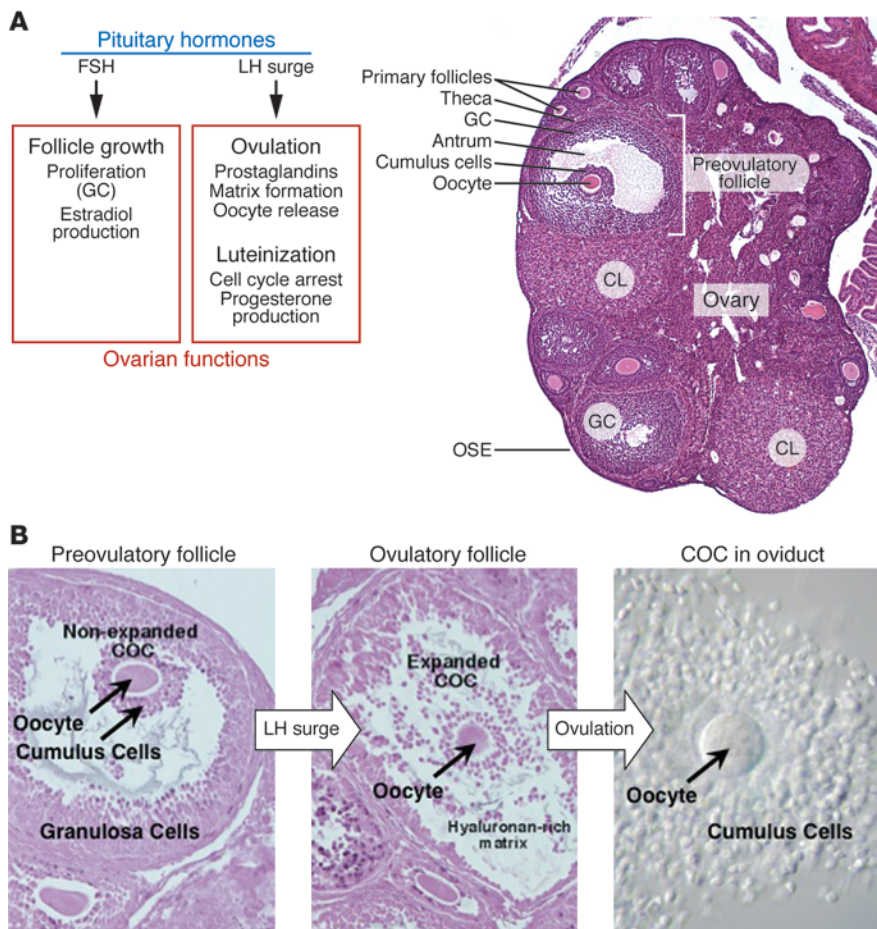 A
Pituitary hormones
FSH
LH surge
Follicle growth
Proliferation
(GC)
Estradiol
production
Ovulation
Prostaglandins
Matrix formation
Oocyte release
Luteinization
Cell cycle arrest
Progesterone
production
Ovarian functions
Primary follicles
Theca
GC
Antrum
Cumulus cells
Oocyte
Preovulatory
follicle
CL
Ovary
GC
OSE
CL
B
Preovulatory follicle
Ovulatory follicle
COC in oviduct
Non-expanded
COC
Oocyte
Cumulus Cells
Granulosa Cells
LH surge
Expanded
COC
Oocyte
Hyaluronan-rich
matrix
Ovulation
Oocyte
Cumulus Cells